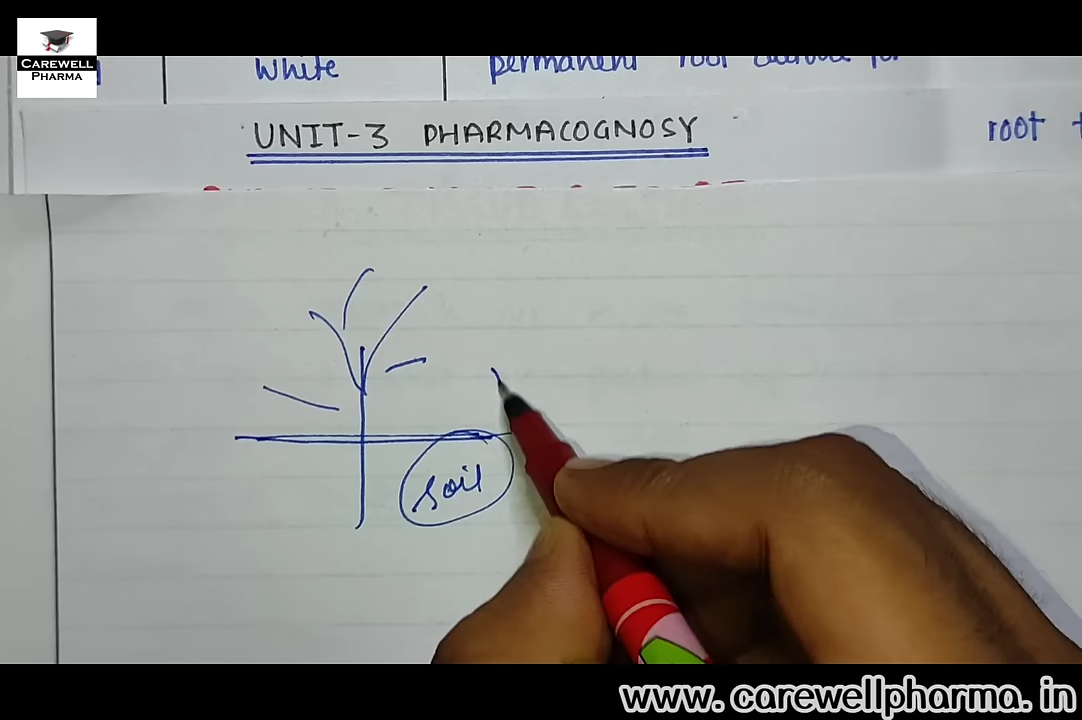 CAREWELL
PHARMA
White
permanent root
UNIT-3 PHARMACOGNOSY
root
soil
www.carewellpharma.in